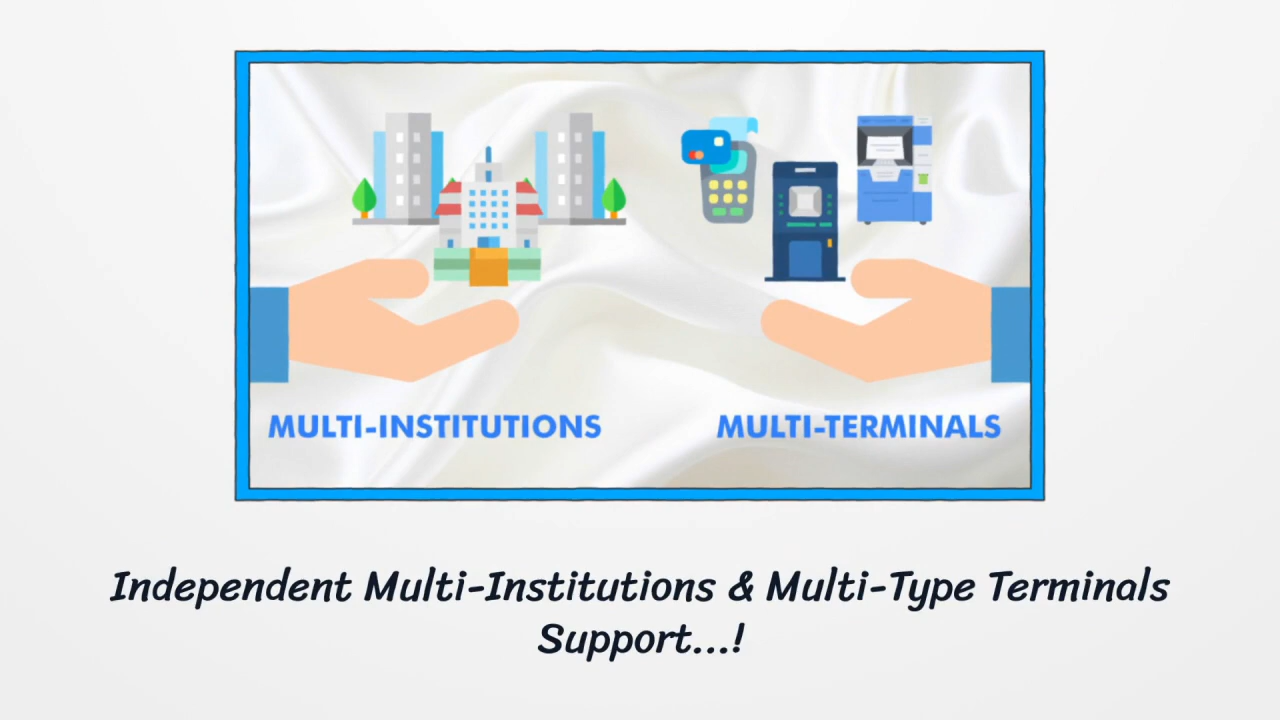 MULTI-INSTITUTIONS
MULTI-TERMINALS
Independent Multi-Institutions & Multi-Type Terminals
Support...!